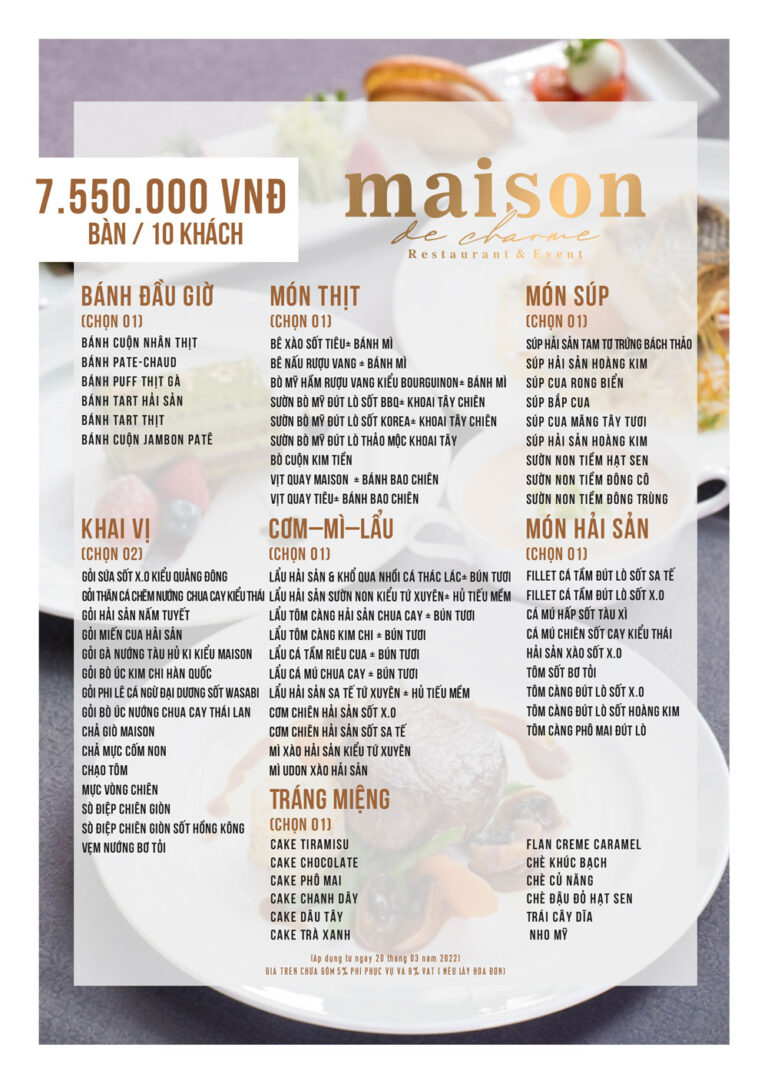 7.550.000 VNĐ
BÀN / 10 KHÁCH
maison
de charme
Restaurant & Event
BÁNH ĐẦU GIỜ
(CHỌN 01)
BÁNH CUỘN NHÂN THỊT
BÁNH PATE-CHAUD
BÁNH PUFF THỊT GÀ
BÁNH TART HẢI SẢN
BÁNH TART THỊT
BÁNH CUỘN JAMBON PATÊ
MÓN THỊT
(CHỌN 01)
BÊ XÀO SỐT TIÊU± BÁNH MÌ
BÊ NẤU RƯỢU VANG ± BÁNH MÌ
BÒ MỸ HẦM RƯỢU VANG KIỂU BOURGUINON± BÁNH MÌ
SƯỜN BÒ MỸ ĐÚT LÒ SỐT BBQ± KHOAI TÂY CHIÊN
SƯỜN BÒ MỸ ĐÚT LÒ SỐT KOREA± KHOAI TÂY CHIÊN
SƯỜN BÒ MỸ ĐÚT LÒ THẢO MỘC KHOAI TÂY
BÒ CUỘN KIM TIỀN
VỊT QUAY MAISON ± BÁNH BAO CHIÊN
VỊT QUAY TIÊU± BÁNH BAO CHIÊN
MÓN SÚP
(CHỌN 01)
SÚP HẢI SẢN TAM TƠ TRỨNG BÁCH THẢO
SÚP HẢI SẢN HOÀNG KIM
SÚP CUA RONG BIỂN
SÚP BẮP CUA
SÚP CUA MĂNG TÂY TƯƠI
SÚP HẢI SẢN HOÀNG KIM
SƯỜN NON TIỀM HẠT SEN
SƯỜN NON TIỀM ĐÔNG CÔ
SƯỜN NON TIỀM ĐÔNG TRÙNG
KHAI VỊ
(CHỌN 02)
GỎI SỨA SỐT X.O KIỂU QUẢNG ĐÔNG
GỎI THĂN CÁ CHẼM NƯỚNG CHUA CAY KIỂU THÁI
GỎI HẢI SẢN NẤM TUYẾT
GỎI MIẾN CUA HẢI SẢN
GỎI GÀ NƯỚNG TÀU HỦ KI KIỂU MAISON
GỎI BÒ ÚC KIM CHI HÀN QUỐC
GỎI PHI LÊ CÁ NGỪ ĐẠI DƯƠNG SỐT WASABI
GỎI BÒ ÚC NƯỚNG CHUA CAY THÁI LAN
CHẢ GIÒ MAISON
CHẢ MỰC CỐM NON
CHẠO TÔM
MỰC VÒNG CHIÊN
SÒ ĐIỆP CHIÊN GIÒN
SÒ ĐIỆP CHIÊN GIÒN SỐT HỒNG KÔNG
VẸM NƯỚNG BƠ TỎI
CƠM–MÌ–LẨU
(CHỌN 01)
LẨU HẢI SẢN & KHỔ QUA NHỒI CÁ THÁC LÁC± BÚN TƯƠI
LẨU HẢI SẢN SƯỜN NON KIỂU TỨ XUYÊN± HỦ TIẾU MỀM
LẨU TÔM CÀNG HẢI SẢN CHUA CAY ± BÚN TƯƠI
LẨU TÔM CÀNG KIM CHI ± BÚN TƯƠI
LẨU CÁ TẦM RIÊU CUA ± BÚN TƯƠI
LẨU CÁ MÚ CHUA CAY ± BÚN TƯƠI
LẨU HẢI SẢN SA TẾ TỨ XUYÊN ± HỦ TIẾU MỀM
CƠM CHIÊN HẢI SẢN SỐT X.O
CƠM CHIÊN HẢI SẢN SỐT SA TẾ
MÌ XÀO HẢI SẢN KIỂU TỨ XUYÊN
MÌ UDON XÀO HẢI SẢN
MÓN HẢI SẢN
(CHỌN 01)
FILLET CÁ TẦM ĐÚT LÒ SỐT SA TẾ
FILLET CÁ TẦM ĐÚT LÒ SỐT X.O
CÁ MÚ HẤP SỐT TÀU XÌ
CÁ MÚ CHIÊN SỐT CAY KIỂU THÁI
HẢI SẢN XÀO SỐT X.O
TÔM SỐT BƠ TỎI
TÔM CÀNG ĐÚT LÒ SỐT X.O
TÔM CÀNG ĐÚT LÒ SỐT HOÀNG KIM
TÔM CÀNG PHÔ MAI ĐÚT LÒ
TRÁNG MIỆNG
(CHỌN 01)
CAKE TIRAMISU
CAKE CHOCOLATE
CAKE PHÔ MAI
CAKE CHANH DÂY
CAKE DÂU TÂY
CAKE TRÀ XANH
FLAN CREME CARAMEL
CHÈ KHÚC BẠCH
CHÈ CỦ NĂNG
CHÈ ĐẬU ĐỎ HẠT SEN
TRÁI CÂY DĨA
NHO MỸ
(Áp dụng từ ngày 20 tháng 03 năm 2022)
GIÁ TRÊN CHƯA GỒM 5% PHÍ PHỤC VỤ VÀ 8% VAT ( NẾU LẤY HÓA ĐƠN)